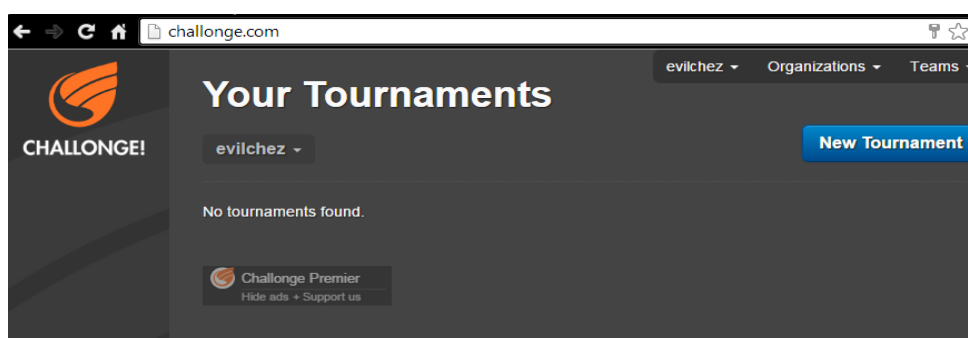 challonge.com
evilchez Organizations Teams
Your Tournaments
CHALLONGE!
evilchez
New Tournament
No tournaments found.
Challonge Premier
Hide ads + Support us